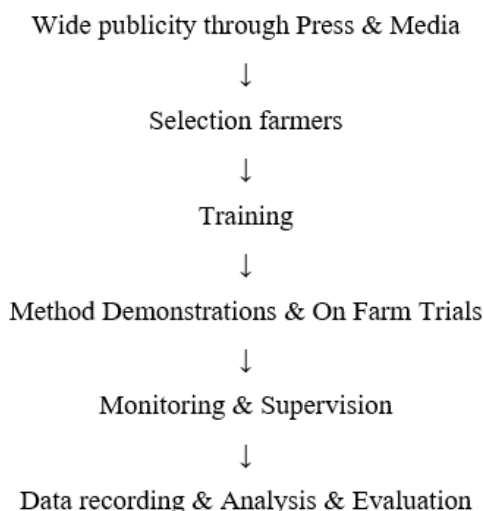 Wide publicity through Press & Media
↓
Selection farmers
↓
Training
↓
Method Demonstrations & On Farm Trials
↓
Monitoring & Supervision
↓
Data recording & Analysis & Evaluation